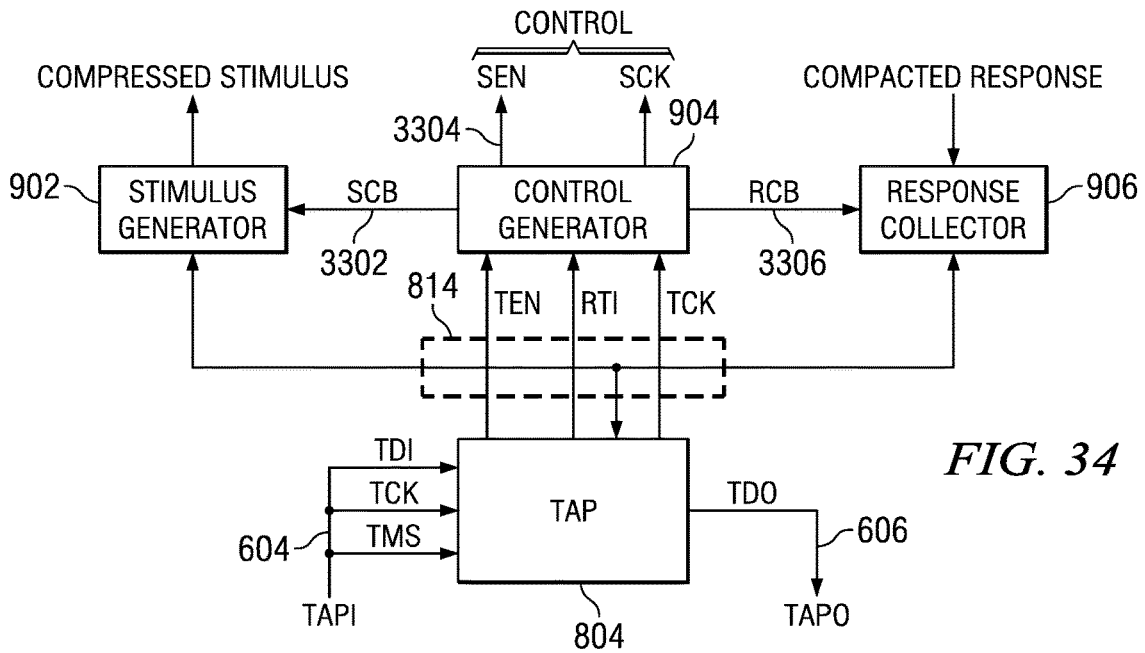 CONTROL
COMPRESSED STIMULUS
SEN
SCK
COMPACTED RESPONSE
3304
904
902
STIMULUS
GENERATOR
SCB
3302
CONTROL
GENERATOR
RCB
3306
RESPONSE
COLLECTOR
906
814
TEN
RTI
TCK
TDI
TCK
TMS
604
TAPI
TAP
804
TDO
606
TAPO
FIG. 34